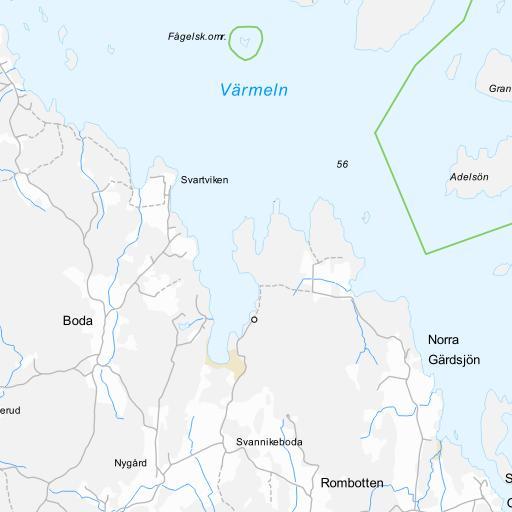 Fågelsk.omr.
Värmeln
Gran
56
Adelsön
Svartviken
Boda
Norra
Gärdsjön
erud
Svannikeboda
Nygård
Rombotten
S